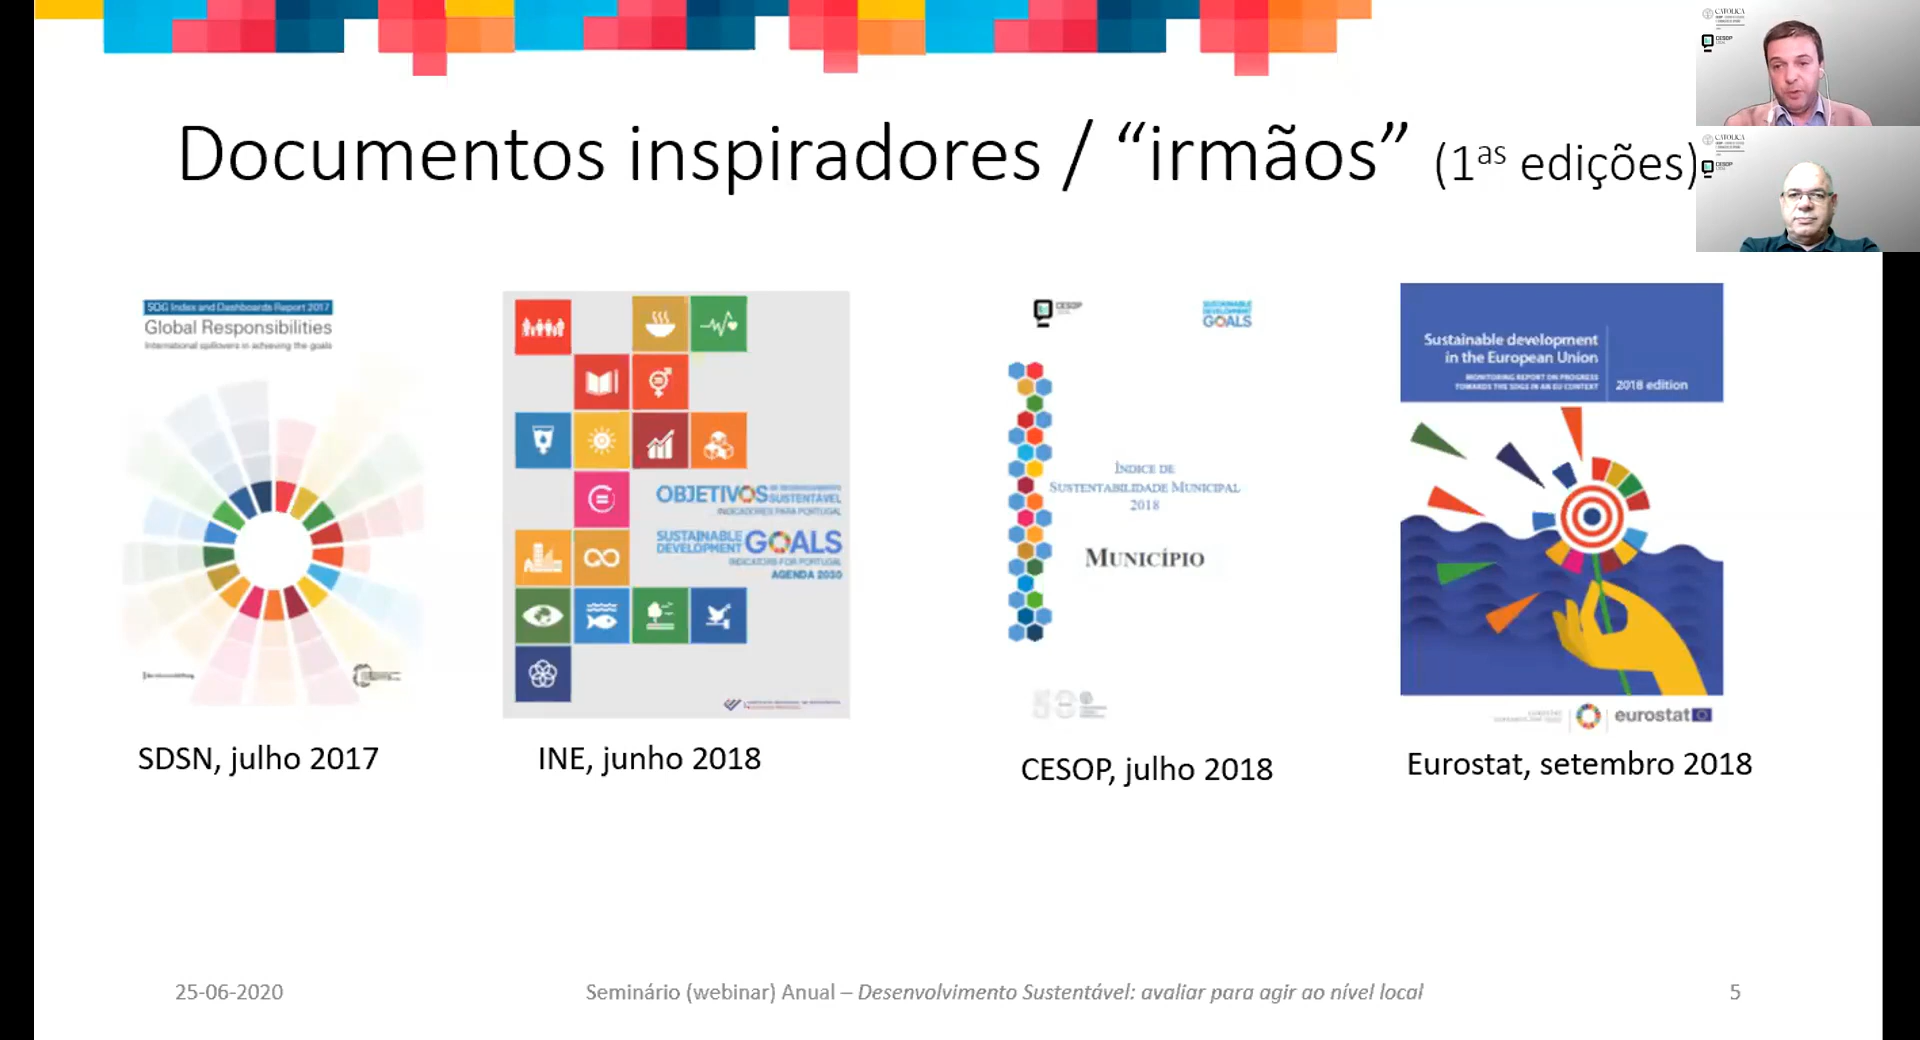 Documentos inspiradores / “irmãos” (1as edições)
CATÓLICA
CESOP
CATÓLICA
CESOP
SDG Index and Dashboards Report 2017
Global Responsibilities
International spillovers in achieving the goals
OBJETIVOS DE DESENVOLVIMENTO SUSTENTÁVEL
INDICADORES PARA PORTUGAL
SUSTAINABLE DEVELOPMENT GOALS
INDICATORS FOR PORTUGAL
AGENDA 2030
CESOP
SUSTAINABLE
DEVELOPMENT
GOALS
ÍNDICE DE
SUSTENTABILIDADE MUNICIPAL
2018
MUNICÍPIO
Sustainable development
in the European Union
MONITORING REPORT ON PROGRESS
TOWARDS THE SDGS IN AN EU CONTEXT
2018 edition
eurostat
SDSN, julho 2017
INE, junho 2018
CESOP, julho 2018
Eurostat, setembro 2018
25-06-2020
Seminário (webinar) Anual – Desenvolvimento Sustentável: avaliar para agir ao nível local
5